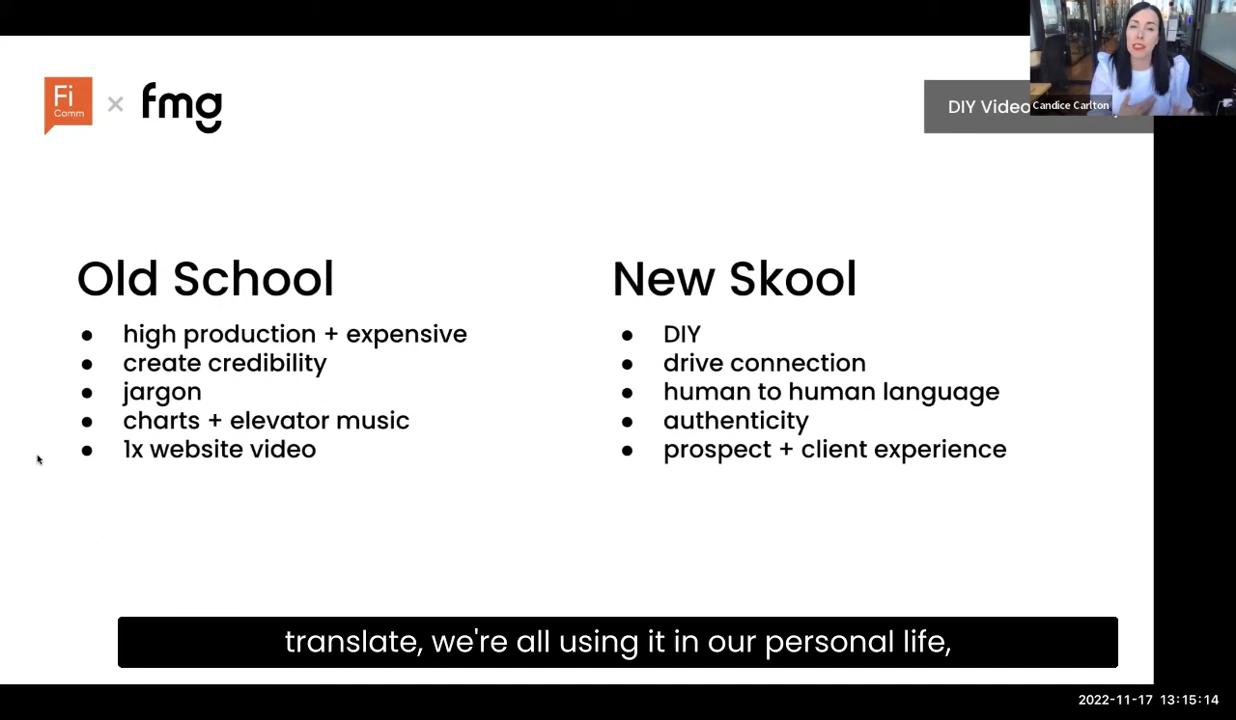 Fi
Comm
×
fmg
DIY Video
Candice Carlton
Old School
● high production + expensive
● create credibility
● jargon
● charts + elevator music
● 1x website video
New Skool
● DIY
● drive connection
● human to human language
● authenticity
● prospect + client experience
translate, we're all using it in our personal life,
2022-11-17 13:15:14